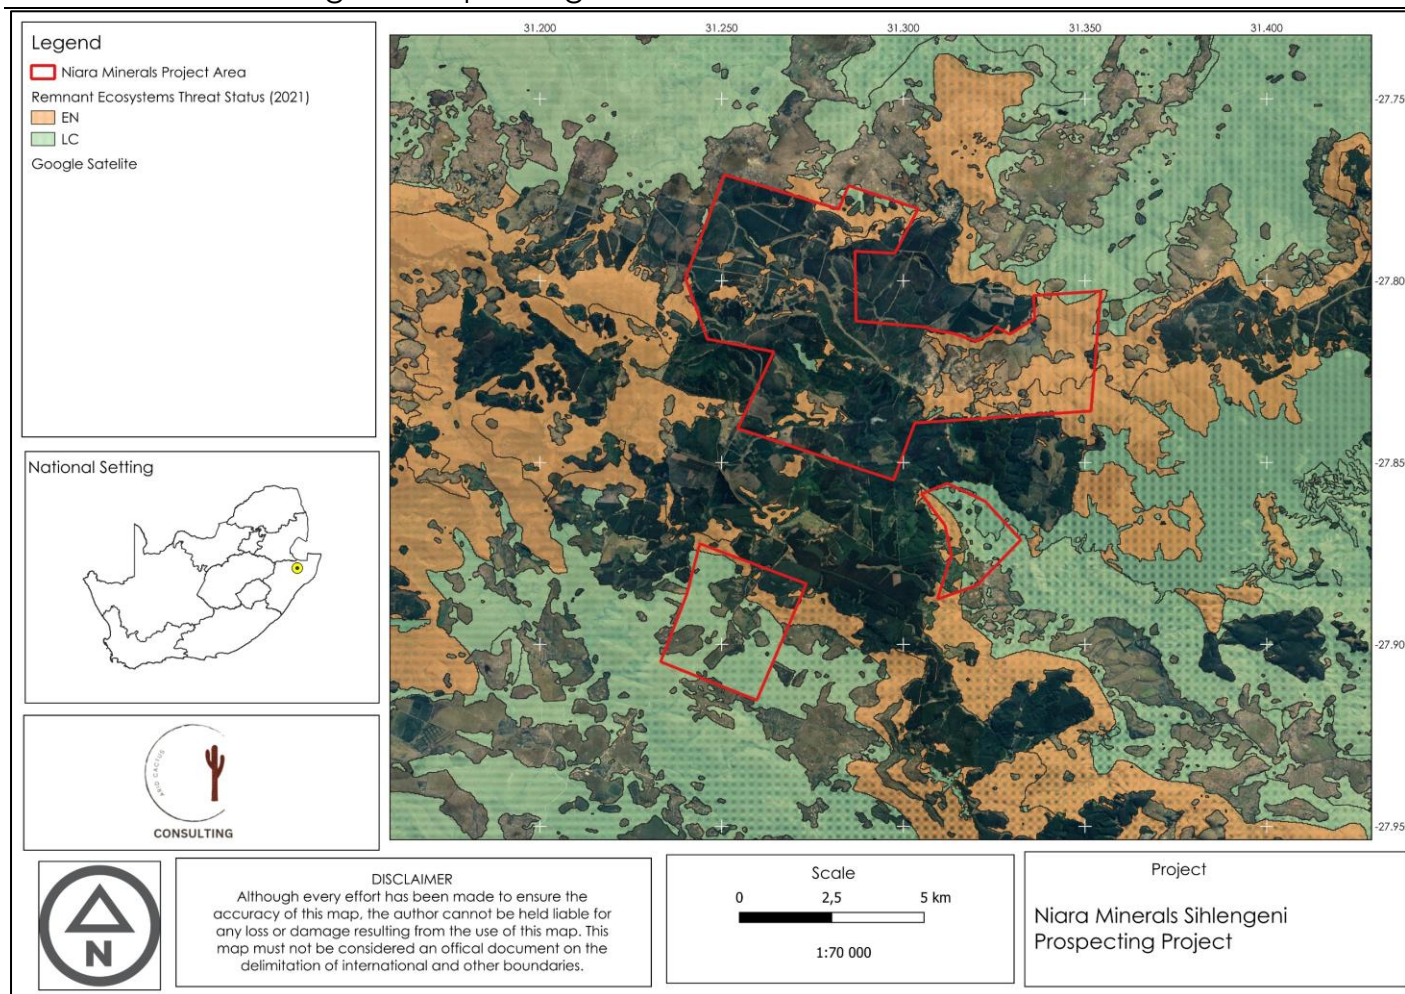 Legend
Niara Minerals Project Area
Remnant Ecosystems Threat Status (2021)
EN
LC
Google Satelite
National Setting
ARID CACTUS
CONSULTING
31.200 31.250 31.300 31.350 31.400
-27.75
-27.80
-27.85
-27.90
-27.95
DISCLAIMER
Although every effort has been made to ensure the
accuracy of this map, the author cannot be held liable for
any loss or damage resulting from the use of this map. This
map must not be considered an offical document on the
delimitation of international and other boundaries.
N
Scale
0 2,5 5 km
1:70 000
Project
Niara Minerals Sihlengeni
Prospecting Project